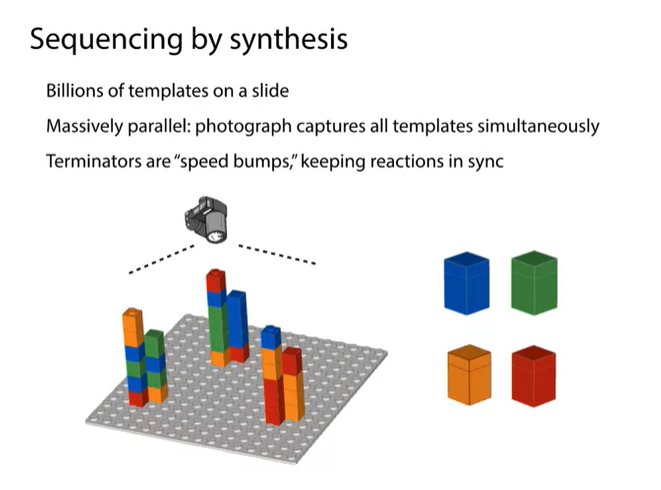 Sequencing by synthesis
Billions of templates on a slide
Massively parallel: photograph captures all templates simultaneously
Terminators are “speed bumps,” keeping reactions in sync